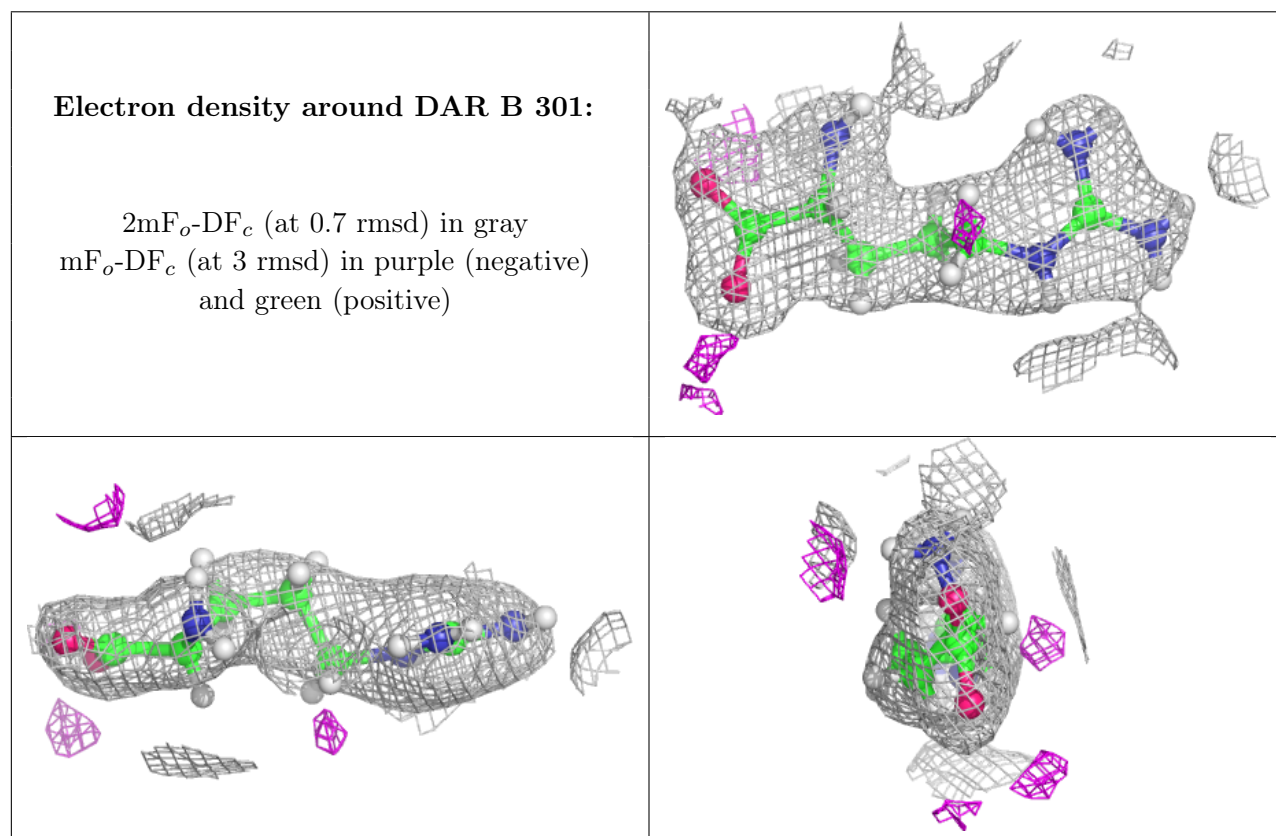 Electron density around DAR B 301:
2mFₒ-DF𝒸 (at 0.7 rmsd) in gray
mFₒ-DF𝒸 (at 3 rmsd) in purple (negative)
and green (positive)